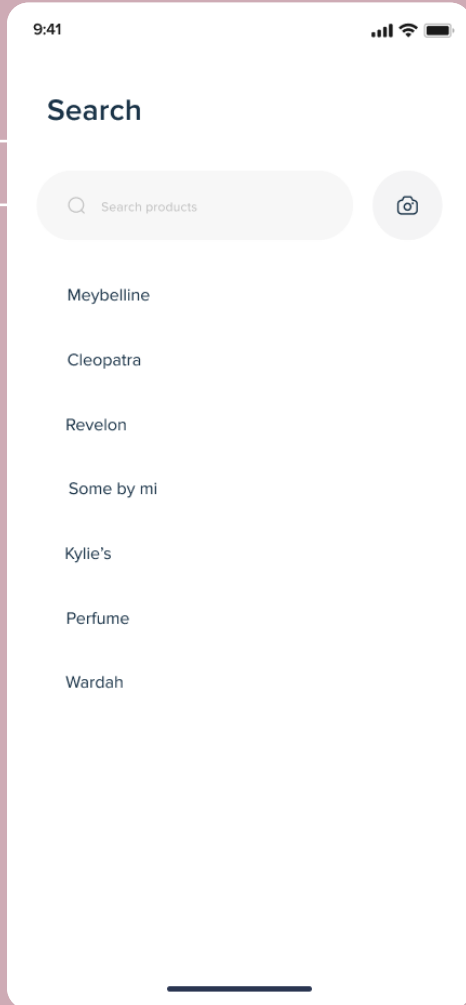 9:41
Search
Search products
Meybelline
Cleopatra
Revelon
Some by mi
Kylie’s
Perfume
Wardah